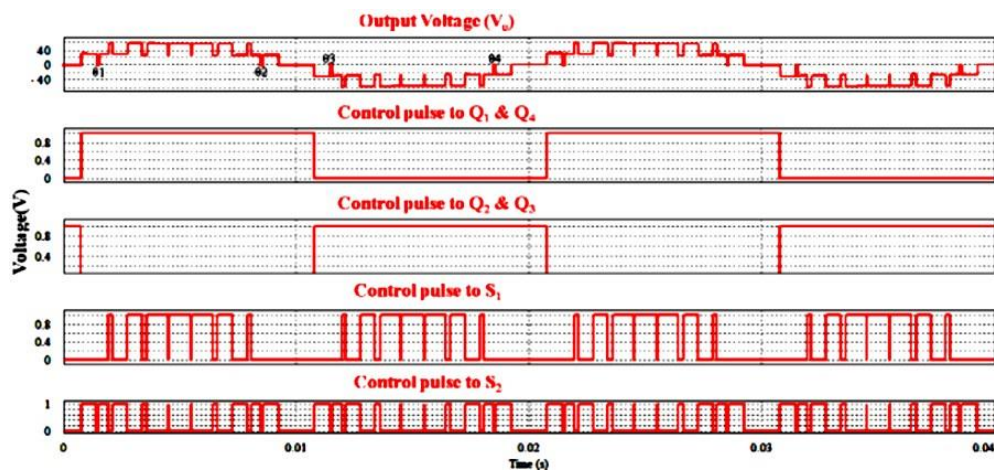 Output Voltage (Vo)
40
0
-40
θ1
θ2
θ3
θ4
Control pulse to Q1 & Q4
0.8
0.4
0
Control pulse to Q2 & Q3
0.8
0.4
Voltage(V)
Control pulse to S1
0.8
0.4
0
Control pulse to S2
1
0
0
0.01
0.02
0.03
0.04
Time (s)